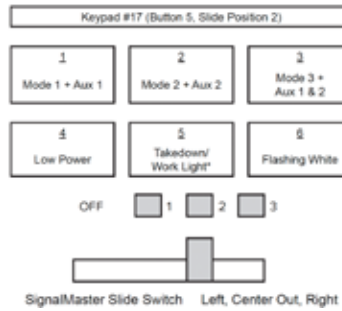 Keypad #17 (Button 5, Slide Position 2)
1 2 3
Mode 1 + Aux 1 Mode 2 + Aux 2 Mode 3 +
Aux 1 & 2
4 5 6
Low Power Takedown/
Work Light* Flashing White
OFF 1 2 3
SignalMaster Slide Switch Left, Center Out, Right